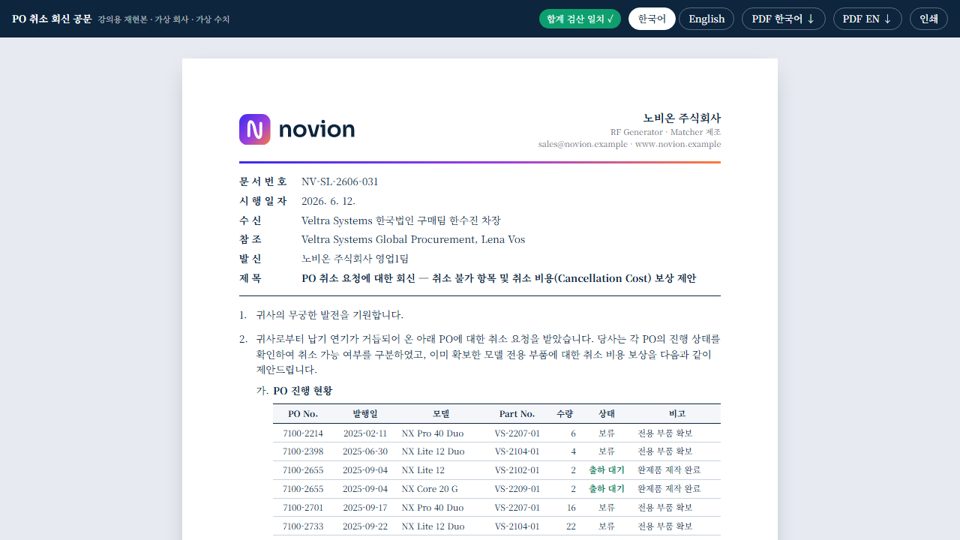 PO 취소 회신 공문 강의용 재현본 · 가상 회사 · 가상 수치
합계 검산 일치 ✓ 한국어 English PDF 한국어 ↓ PDF EN ↓ 인쇄
novion
노비온 주식회사
RF Generator · Matcher 제조
sales@novion.example · www.novion.example
문서번호 NV-SL-2606-031
시행일자 2026. 6. 12.
수신 Veltra Systems 한국법인 구매팀 한수진 차장
참조 Veltra Systems Global Procurement, Lena Vos
발신 노비온 주식회사 영업1팀
제목 PO 취소 요청에 대한 회신 — 취소 불가 항목 및 취소 비용(Cancellation Cost) 보상 제안
1. 귀사의 무궁한 발전을 기원합니다.
2. 귀사로부터 납기 연기가 거듭되어 온 아래 PO에 대한 취소 요청을 받았습니다. 당사는 각 PO의 진행 상태를
확인하여 취소 가능 여부를 구분하였고, 이미 확보한 모델 전용 부품에 대한 취소 비용 보상을 다음과 같이
제안드립니다.
가. PO 진행 현황
PO No. 발행일 모델 Part No. 수량 상태 비고
7100-2214 2025-02-11 NX Pro 40 Duo VS-2207-01 6 보류 전용 부품 확보
7100-2398 2025-06-30 NX Lite 12 Duo VS-2104-01 4 보류 전용 부품 확보
7100-2655 2025-09-04 NX Lite 12 VS-2102-01 2 출하 대기 완제품 제작 완료
7100-2655 2025-09-04 NX Core 20 G VS-2209-01 2 출하 대기 완제품 제작 완료
7100-2701 2025-09-17 NX Pro 40 Duo VS-2207-01 16 보류 전용 부품 확보
7100-2733 2025-09-22 NX Lite 12 Duo VS-2104-01 22 보류 전용 부품 확보